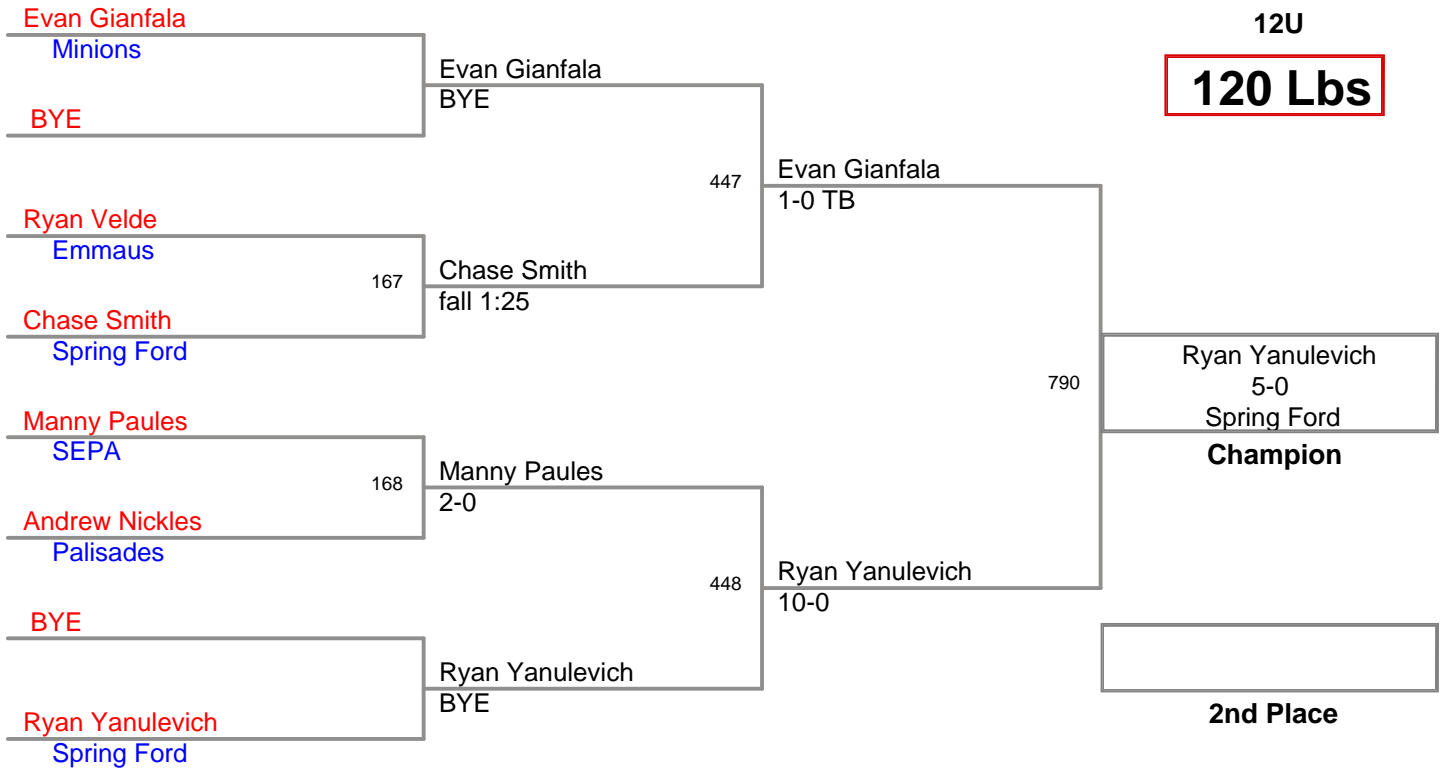 Evan Gianfala
Minions
BYE
Ryan Velde
Emmaus
Chase Smith
Spring Ford
Manny Paules
SEPA
Andrew Nickles
Palisades
BYE
Ryan Yanulevich
Spring Ford
Evan Gianfala
BYE
167
Chase Smith
fall 1:25
168
Manny Paules
2-0
Ryan Yanulevich
BYE
447
Evan Gianfala
1-0 TB
448
Ryan Yanulevich
10-0
790
12U
120 Lbs
Ryan Yanulevich
5-0
Spring Ford
Champion
2nd Place